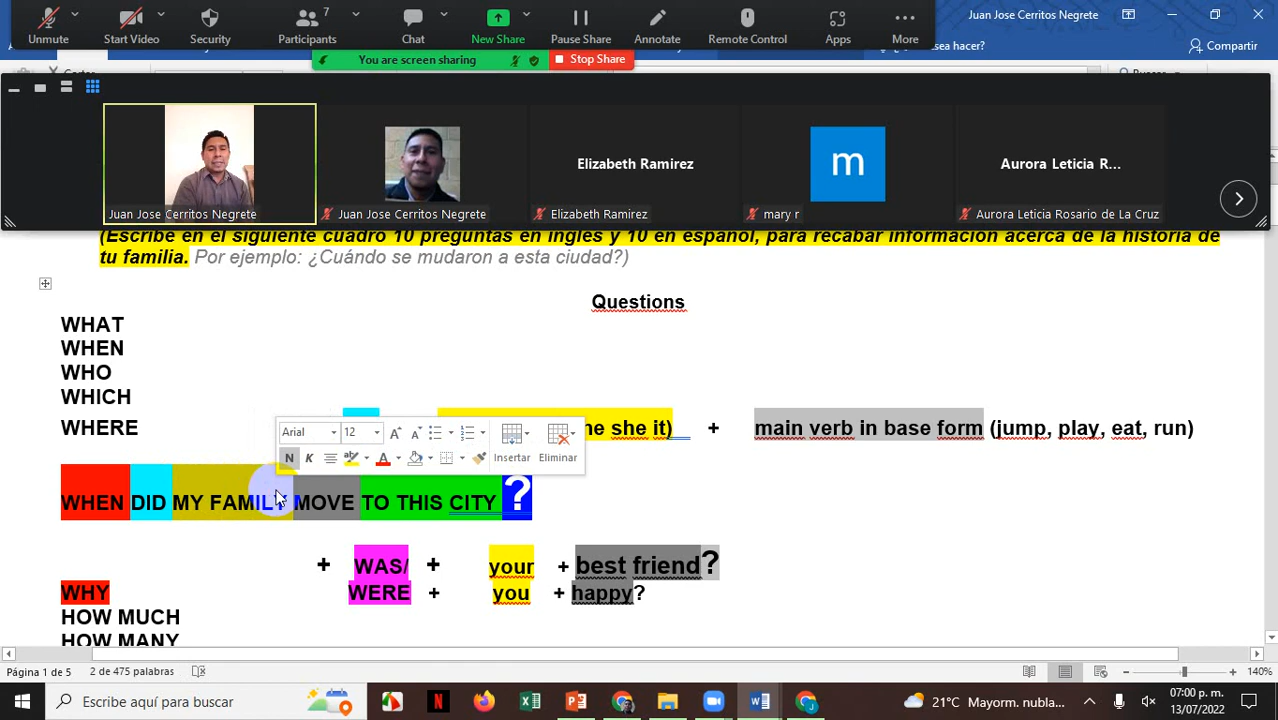 Juan Jose Cerritos Negrete
7
Unmute Start Video Security Participants Chat New Share Pause Share Annotate Remote Control Apps More
sea hacer? Compartir
You are screen sharing Stop Share
Elizabeth Ramirez m Aurora Leticia R...
Juan Jose Cerritos Negrete Juan Jose Cerritos Negrete Elizabeth Ramirez mary r Aurora Leticia Rosario de La Cruz
(Escribe en el siguiente cuadro 10 preguntas en inglés y 10 en español, para recabar información acerca de la historia de
tu familia. Por ejemplo: ¿Cuándo se mudaron a esta ciudad?)
Questions
WHAT
WHEN
WHO
WHICH
WHERE he she it) + main verb in base form (jump, play, eat, run)
Arial 12
N K Insertar Eliminar
WHEN DID MY FAMILY MOVE TO THIS CITY ?
+ WAS/ + your + best friend?
WHY WERE + you + happy?
HOW MUCH
HOW MANY
Página 1 de 5 2 de 475 palabras 140%
Escribe aquí para buscar 21°C Mayorm. nubla... 07:00 p. m.
13/07/2022